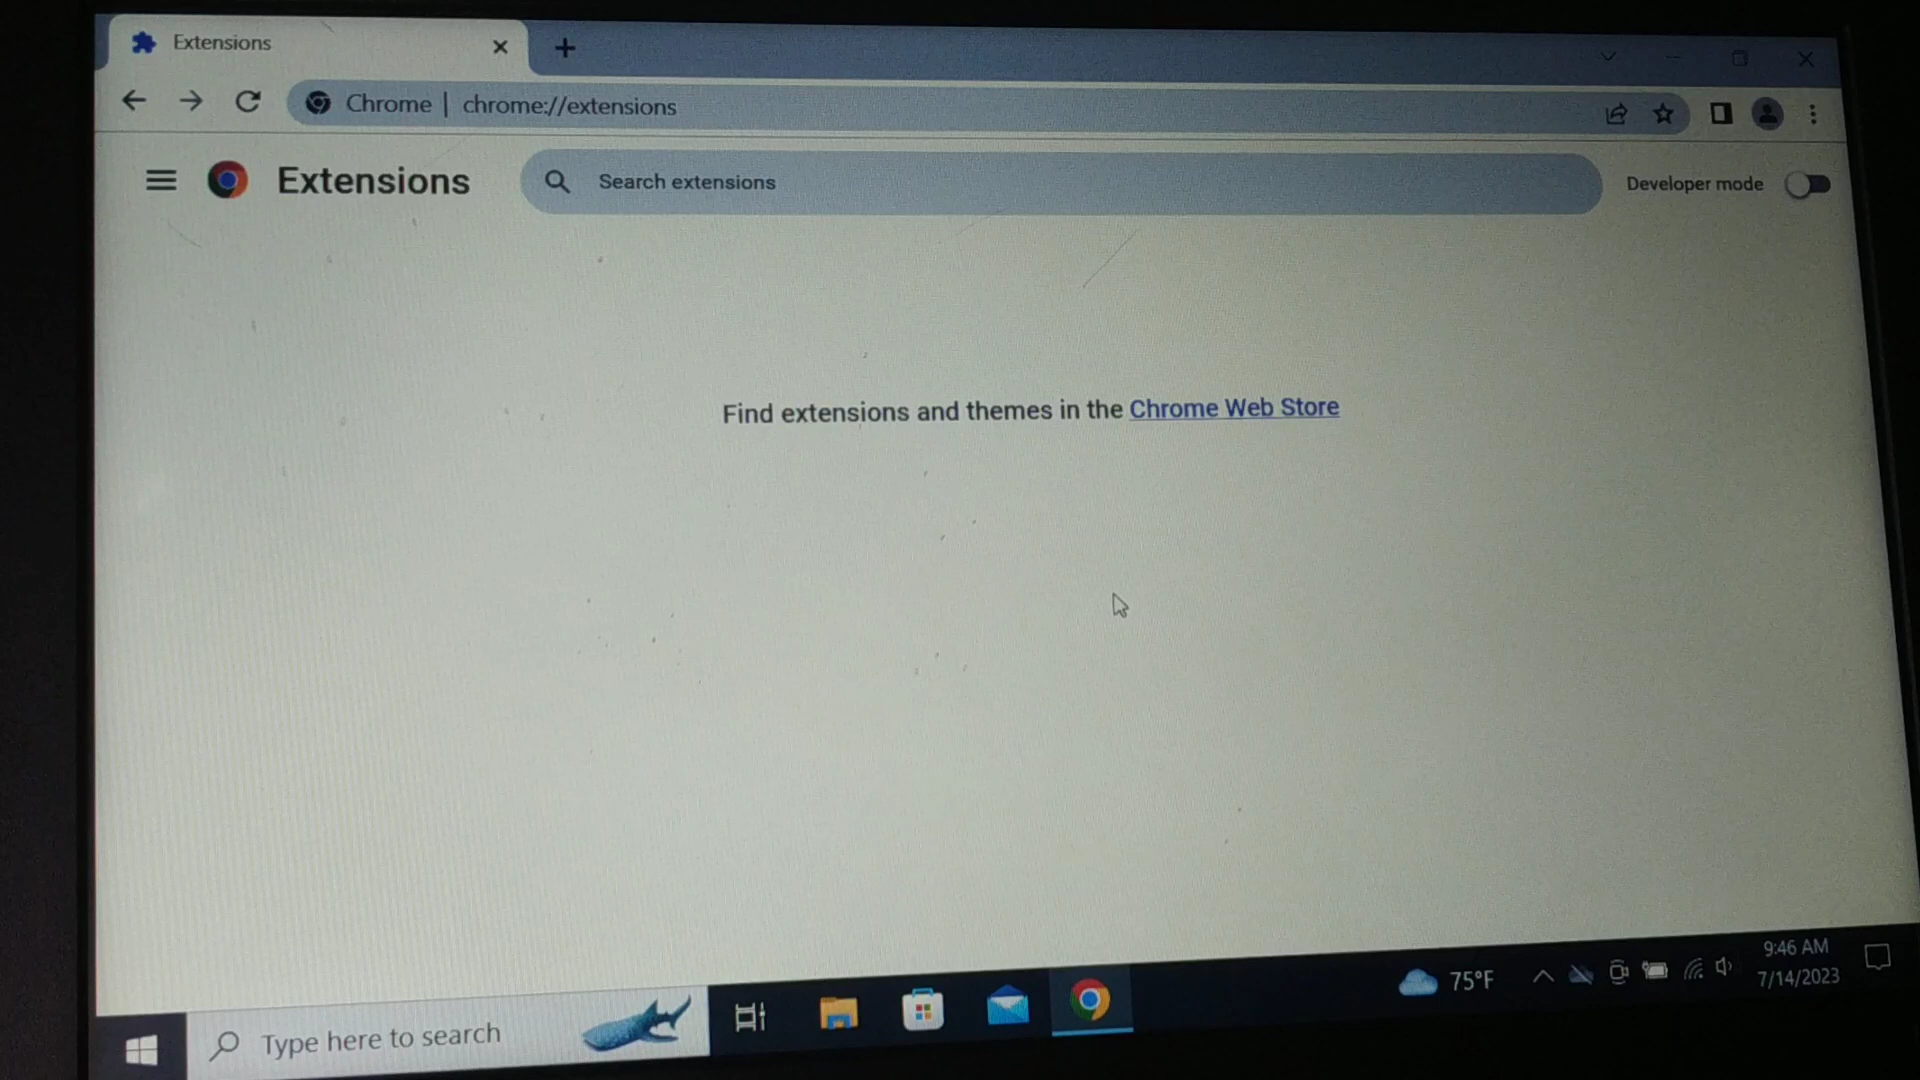 Extensions
Chrome | chrome://extensions
Extensions
Search extensions
Developer mode
Find extensions and themes in the Chrome Web Store
Type here to search
75°F
9:46 AM
7/14/2023